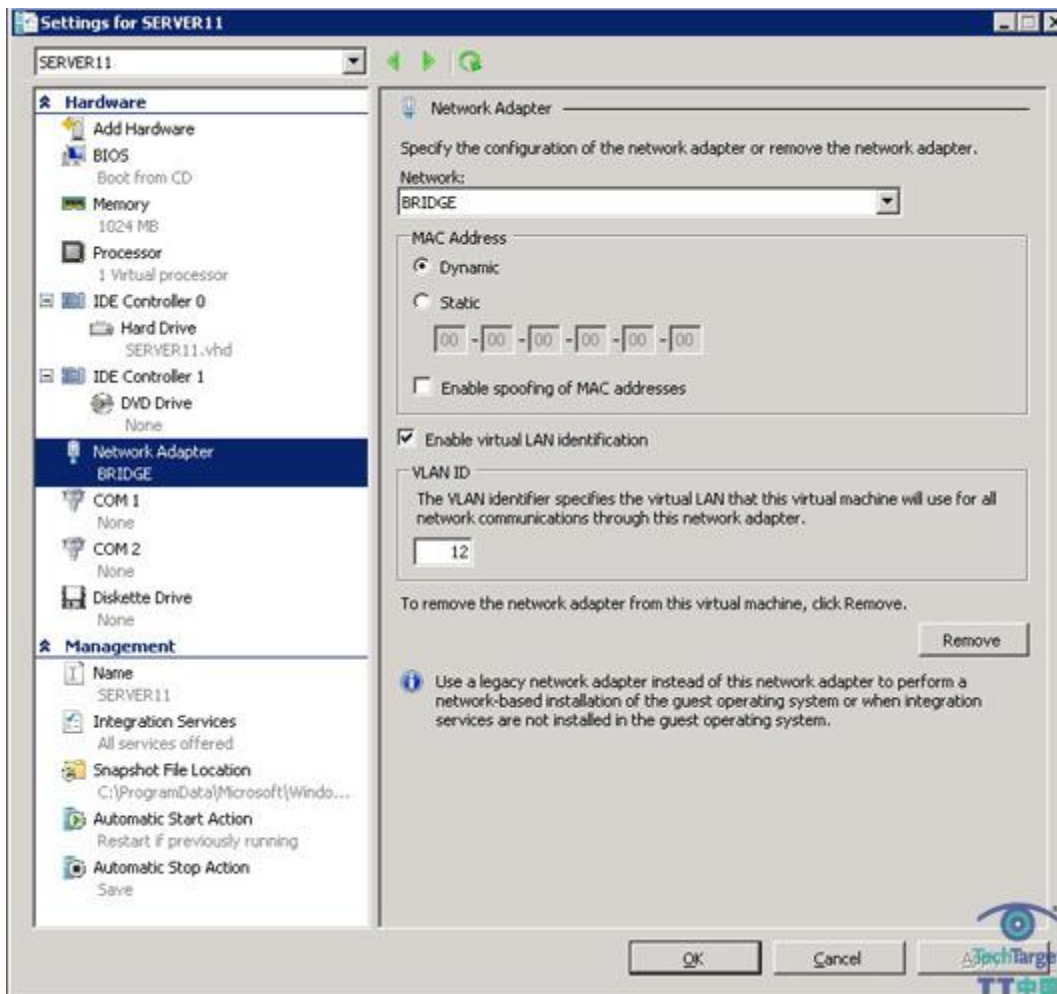 Settings for SERVER11
SERVER11
Hardware
Add Hardware
BIOS
Boot from CD
Memory
1024 MB
Processor
1 Virtual processor
IDE Controller 0
Hard Drive
SERVER11.vhd
IDE Controller 1
DVD Drive
None
Network Adapter
BRIDGE
COM 1
None
COM 2
None
Diskette Drive
None
Management
Name
SERVER11
Integration Services
All services offered
Snapshot File Location
C:\ProgramData\Microsoft\Windo...
Automatic Start Action
Restart if previously running
Automatic Stop Action
Save
Network Adapter
Specify the configuration of the network adapter or remove the network adapter.
Network:
BRIDGE
MAC Address
Dynamic
Static
00 - 00 - 00 - 00 - 00 - 00
Enable spoofing of MAC addresses
Enable virtual LAN identification
VLAN ID
The VLAN identifier specifies the virtual LAN that this virtual machine will use for all
network communications through this network adapter.
12
To remove the network adapter from this virtual machine, click Remove.
Remove
Use a legacy network adapter instead of this network adapter to perform a
network-based installation of the guest operating system or when integration
services are not installed in the guest operating system.
OK
Cancel
TechTarge
TT中国